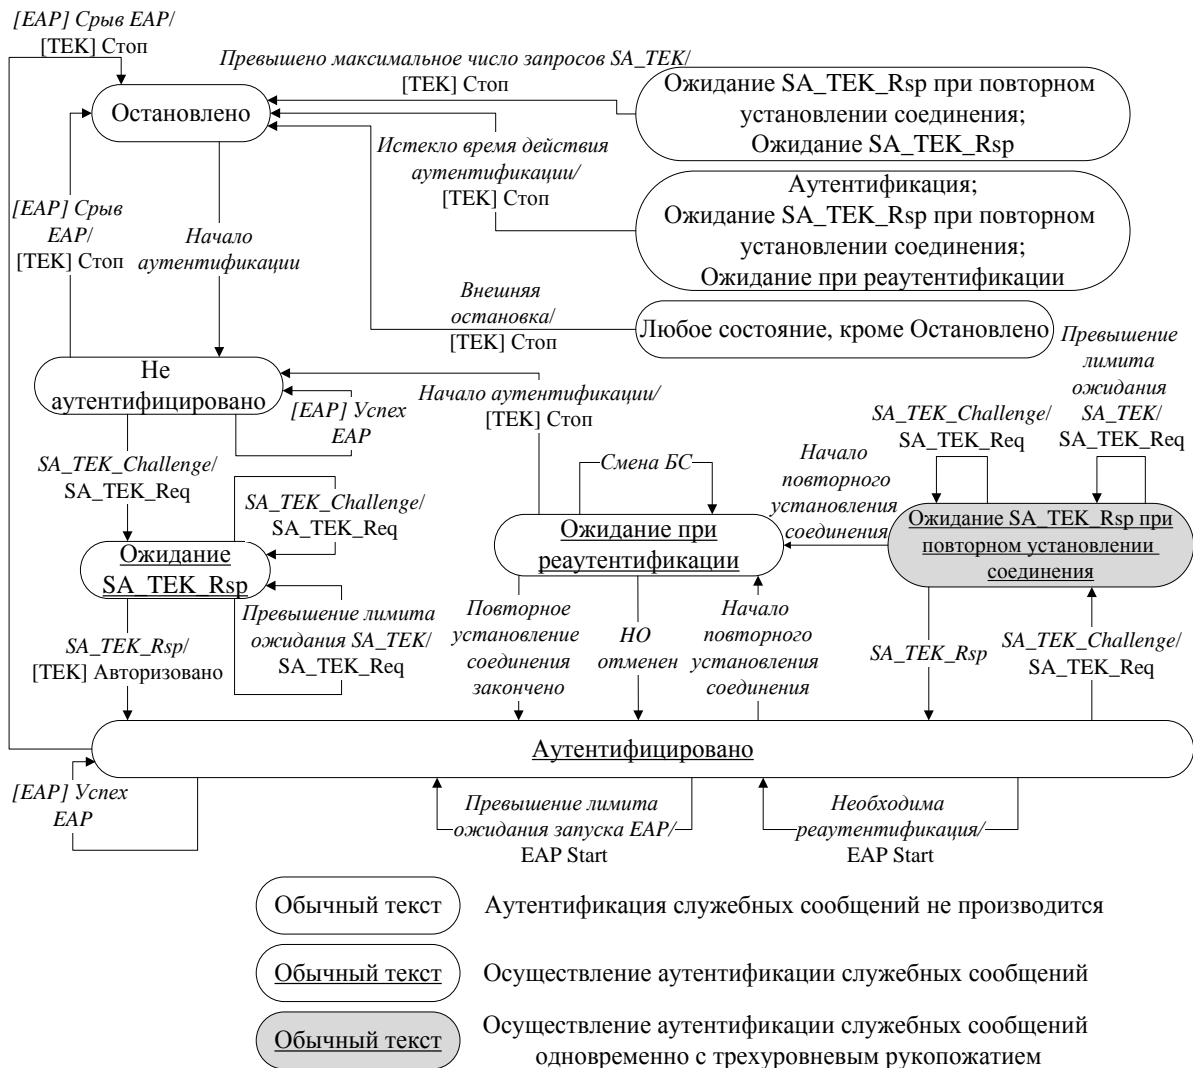 [EAP] Срыв EAP/
[TEK] Стоп
Превышено максимальное число запросов SA_TEK/
[TEK] Стоп
Остановлено
Ожидание SA_TEK_Rsp при повторном
установлении соединения;
Ожидание SA_TEK_Rsp
Истекло время действия
аутентификации/
[TEK] Стоп
Аутентификация;
Ожидание SA_TEK_Rsp при повторном
установлении соединения;
Ожидание при реаутентификации
[EAP] Срыв
EAP/
[TEK] Стоп
Начало
аутентификации
Внешняя
остановка/
[TEK] Стоп
Любое состояние, кроме Остановлено
Превышение
лимита
ожидания
SA_TEK/
SA_TEK_Req
Не
аутентифицировано
[EAP] Успех
EAP
Начало аутентификации/
[TEK] Стоп
SA_TEK_Challenge/
SA_TEK_Req
SA_TEK_Challenge/
SA_TEK_Req
SA_TEK_Challenge/
SA_TEK_Req
Смена БС
Начало
повторного
установления
соединения
Ожидание
SA_TEK_Rsp
Ожидание при
реаутентификации
Ожидание SA_TEK_Rsp при
повторном установлении
соединения
SA_TEK_Rsp/
[TEK] Авторизовано
Превышение лимита
ожидания SA_TEK/
SA_TEK_Req
Повторное
установление
соединения
закончено
НО
отменен
Начало
повторного
установления
соединения
SA_TEK_Rsp
SA_TEK_Challenge/
SA_TEK_Req
Аутентифицировано
[EAP] Успех
EAP
Превышение лимита
ожидания запуска EAP/
EAP Start
Необходима
реаутентификация/
EAP Start
Обычный текст
Аутентификация служебных сообщений не производится
Обычный текст
Осуществление аутентификации служебных сообщений
Обычный текст
Осуществление аутентификации служебных сообщений
одновременно с трехуровневым рукопожатием